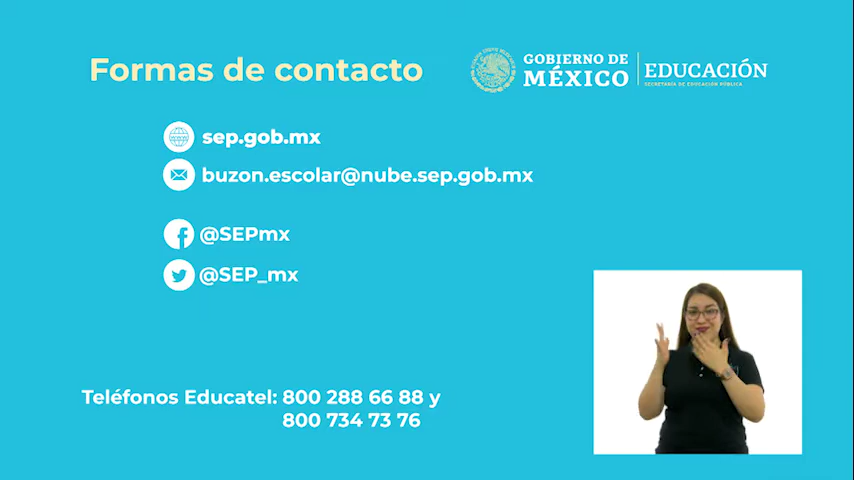 Formas de contacto
GOBIERNO DE
MÉXICO
EDUCACIÓN
SECRETARÍA DE EDUCACIÓN PÚBLICA
www
sep.gob.mx
buzon.escolar@nube.sep.gob.mx
@SEPmx
@SEP_mx
Teléfonos Educatel: 800 288 66 88 y
800 734 73 76